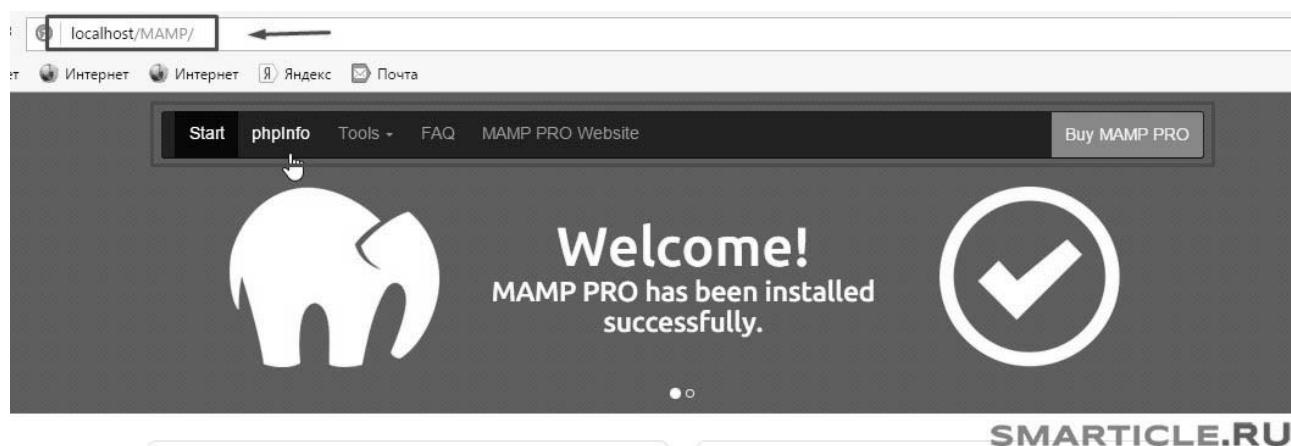 localhost/MAMP/
ет Интернет Интернет Я Яндекс Почта
Start phpInfo Tools FAQ MAMP PRO Website Buy MAMP PRO
Welcome!
MAMP PRO has been installed
successfully.
SMARTICLE.RU